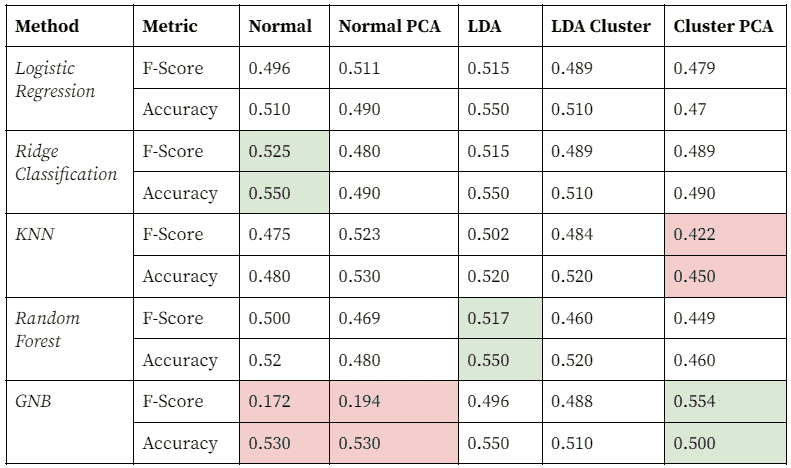 Method Metric Normal Normal PCA LDA LDA Cluster Cluster PCA
Logistic Regression F-Score 0.496 0.511 0.515 0.489 0.479
Accuracy 0.510 0.490 0.550 0.510 0.47
Ridge Classification F-Score 0.525 0.480 0.515 0.489 0.489
Accuracy 0.550 0.490 0.550 0.510 0.490
KNN F-Score 0.475 0.523 0.502 0.484 0.422
Accuracy 0.480 0.530 0.520 0.520 0.450
Random Forest F-Score 0.500 0.469 0.517 0.460 0.449
Accuracy 0.52 0.480 0.550 0.520 0.460
GNB F-Score 0.172 0.194 0.496 0.488 0.554
Accuracy 0.530 0.530 0.550 0.510 0.500